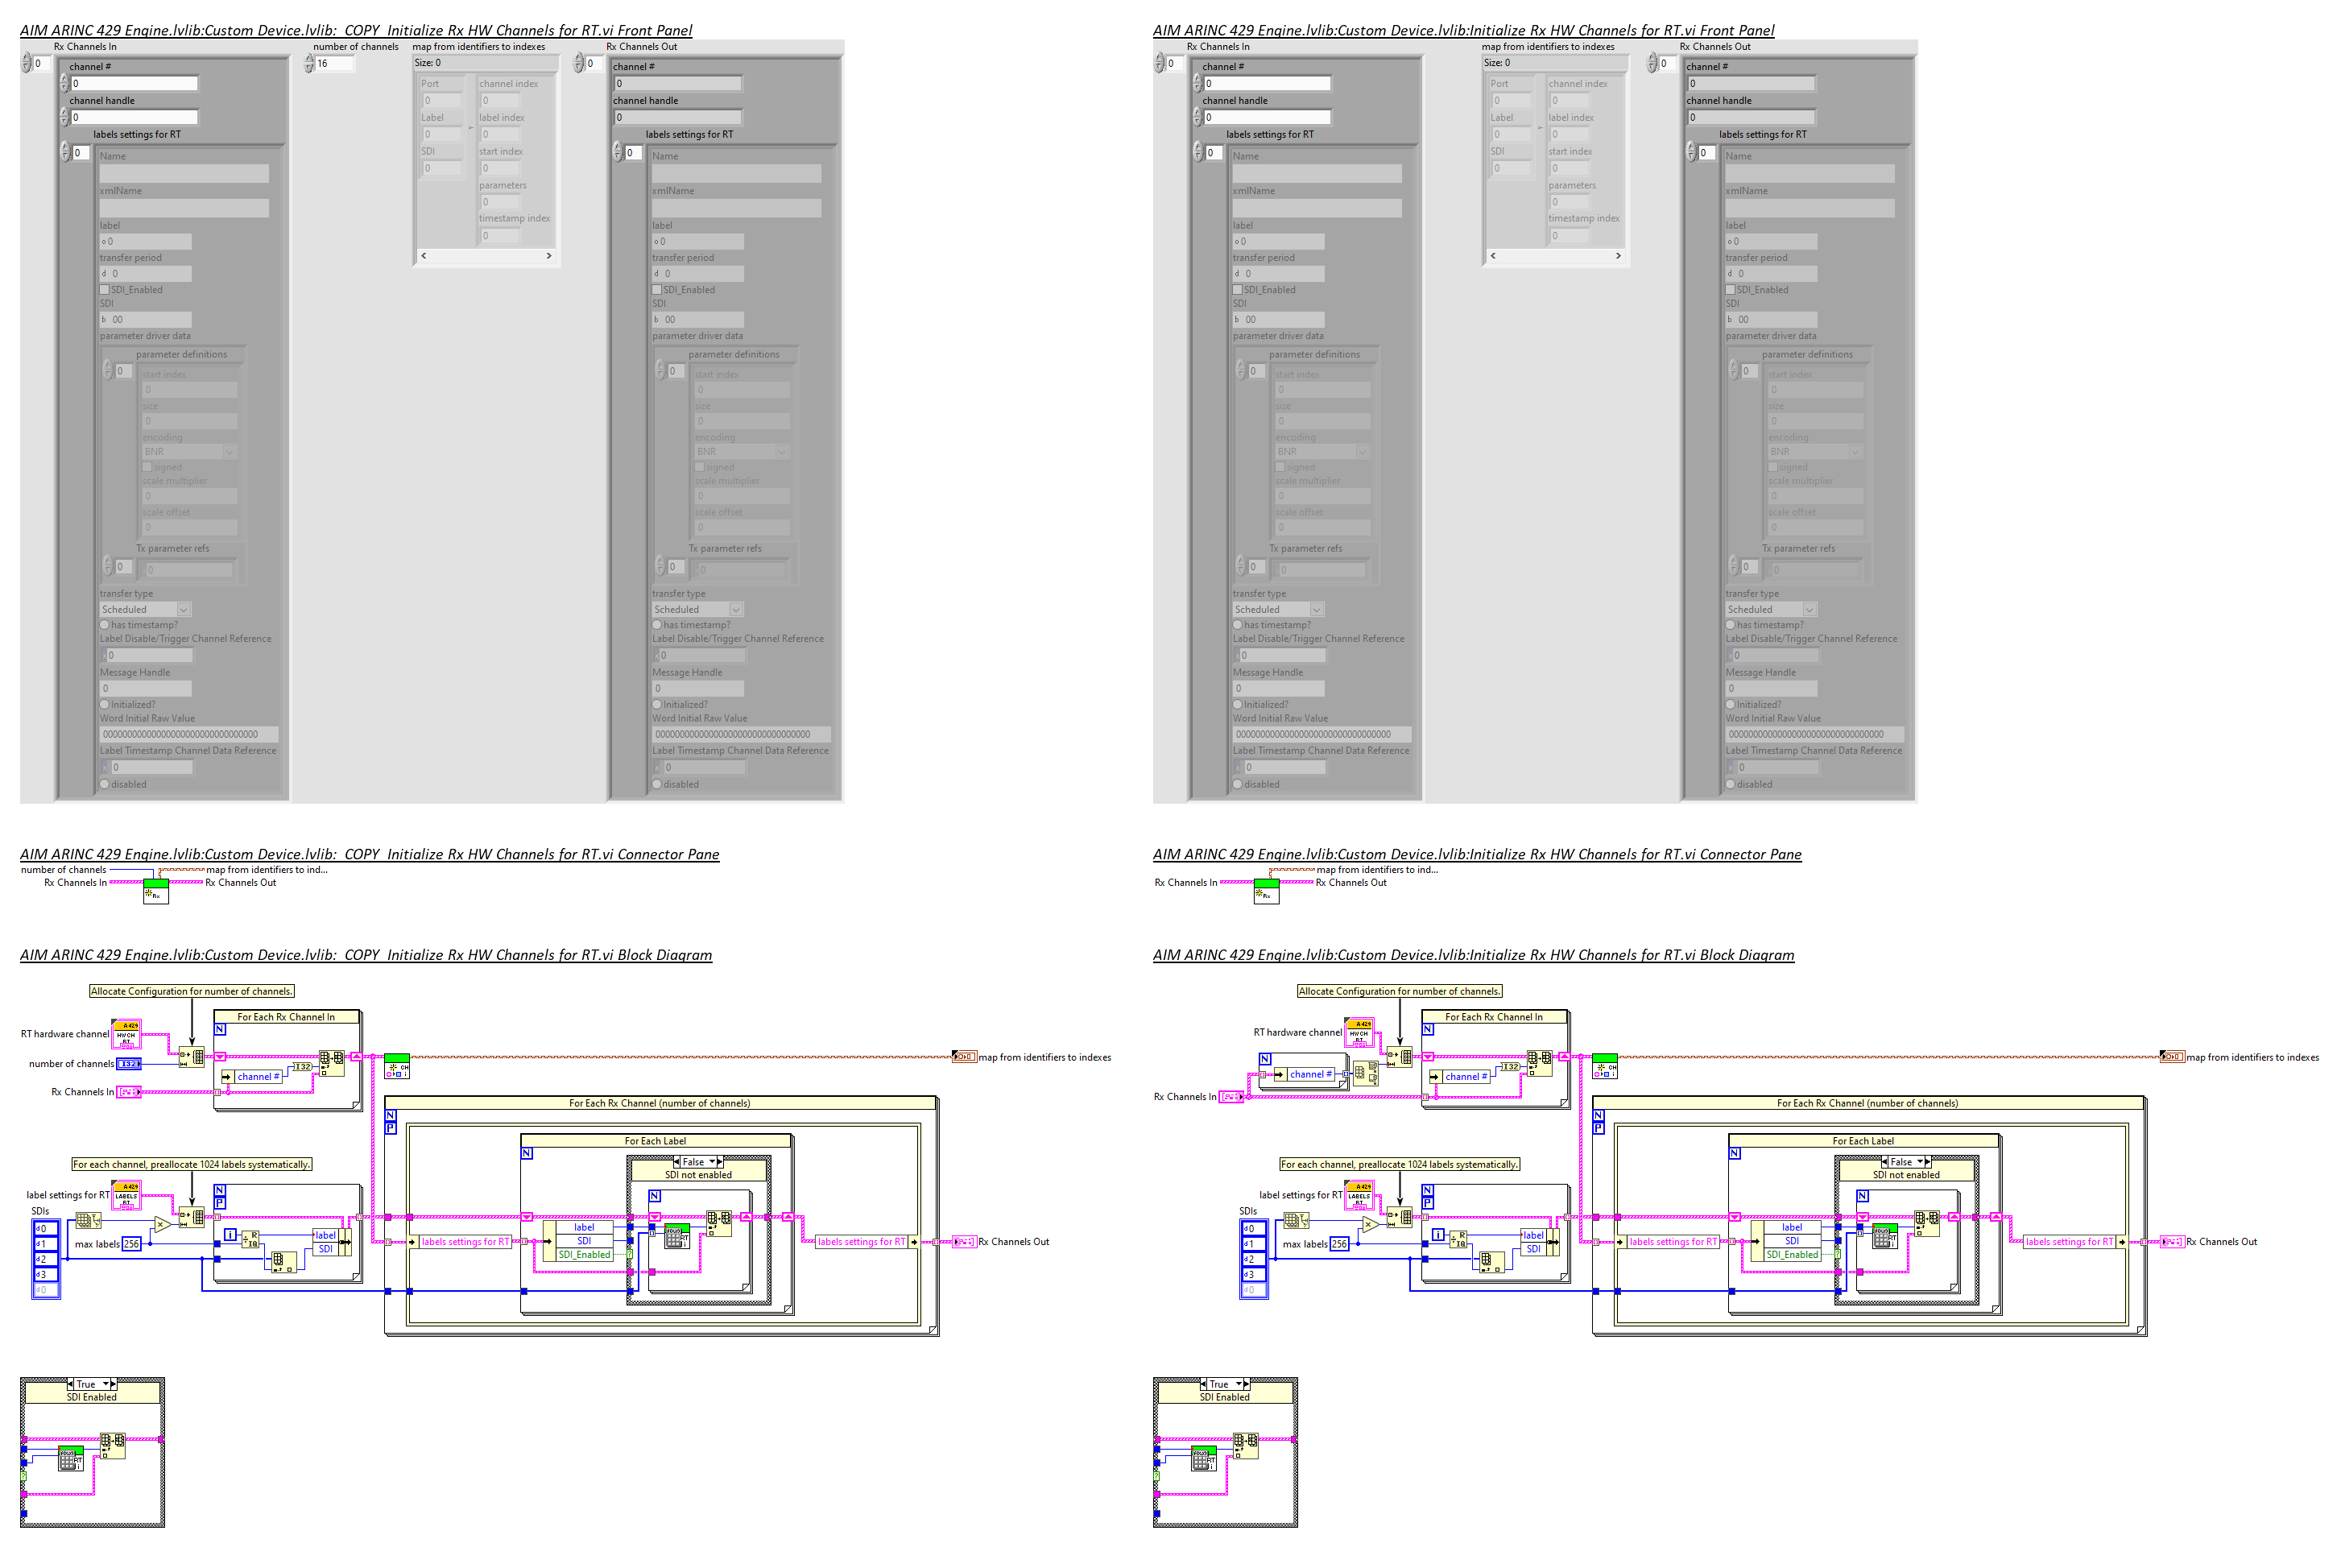 AIM ARINC 429 Engine.lvlib:Custom Device.lvlib:  COPY  Initialize Rx HW Channels for RT.vi Front Panel
Rx Channels In
number of channels
map from identifiers to indexes
Rx Channels Out
0
16
Size: 0
0
channel #
0
channel handle
0
labels settings for RT
0
Name
xmlName
label
o 0
transfer period
d 0
SDI_Enabled
SDI
b 00
parameter driver data
parameter definitions
0
start index
0
size
0
encoding
BNR
signed
scale multiplier
0
scale offset
0
Tx parameter refs
0
0
transfer type
Scheduled
has timestamp?
Label Disable/Trigger Channel Reference
x 0
Message Handle
0
Initialized?
Word Initial Raw Value
00000000000000000000000000000000
Label Timestamp Channel Data Reference
x 0
disabled
Port
0
Label
0
SDI
0
channel index
0
label index
0
start index
0
parameters
0
timestamp index
0
channel #
0
channel handle
0
labels settings for RT
0
Name
xmlName
label
o 0
transfer period
d 0
SDI_Enabled
SDI
b 00
parameter driver data
parameter definitions
0
start index
0
size
0
encoding
BNR
signed
scale multiplier
0
scale offset
0
Tx parameter refs
0
0
transfer type
Scheduled
has timestamp?
Label Disable/Trigger Channel Reference
x 0
Message Handle
0
Initialized?
Word Initial Raw Value
00000000000000000000000000000000
Label Timestamp Channel Data Reference
x 0
disabled
AIM ARINC 429 Engine.lvlib:Custom Device.lvlib:  COPY  Initialize Rx HW Channels for RT.vi Connector Pane
number of channels
map from identifiers to ind...
Rx Channels In
Rx Channels Out
Rx
AIM ARINC 429 Engine.lvlib:Custom Device.lvlib:  COPY  Initialize Rx HW Channels for RT.vi Block Diagram
Allocate Configuration for number of channels.
For Each Rx Channel In
N
RT hardware channel
A 429
HW CH
RT
number of channels
I32
channel #
I32
Rx Channels In
CH
map from identifiers to indexes
For Each Rx Channel (number of channels)
N
P
For Each Label
N
False
SDI not enabled
N
For each channel, preallocate 1024 labels systematically.
label settings for RT
A 429
LABELS
RT
N
P
SDIs
d 0
d 1
d 2
d 3
d 0
max labels
256
i
R
IQ
label
SDI
labels settings for RT
label
SDI
SDI_Enabled
RT
i
labels settings for RT
Rx Channels Out
True
SDI Enabled
RT
i
AIM ARINC 429 Engine.lvlib:Custom Device.lvlib:Initialize Rx HW Channels for RT.vi Front Panel
Rx Channels In
map from identifiers to indexes
Rx Channels Out
0
Size: 0
0
channel #
0
channel handle
0
labels settings for RT
0
Name
xmlName
label
o 0
transfer period
d 0
SDI_Enabled
SDI
b 00
parameter driver data
parameter definitions
0
start index
0
size
0
encoding
BNR
signed
scale multiplier
0
scale offset
0
Tx parameter refs
0
0
transfer type
Scheduled
has timestamp?
Label Disable/Trigger Channel Reference
x 0
Message Handle
0
Initialized?
Word Initial Raw Value
00000000000000000000000000000000
Label Timestamp Channel Data Reference
x 0
disabled
Port
0
Label
0
SDI
0
channel index
0
label index
0
start index
0
parameters
0
timestamp index
0
channel #
0
channel handle
0
labels settings for RT
0
Name
xmlName
label
o 0
transfer period
d 0
SDI_Enabled
SDI
b 00
parameter driver data
parameter definitions
0
start index
0
size
0
encoding
BNR
signed
scale multiplier
0
scale offset
0
Tx parameter refs
0
0
transfer type
Scheduled
has timestamp?
Label Disable/Trigger Channel Reference
x 0
Message Handle
0
Initialized?
Word Initial Raw Value
00000000000000000000000000000000
Label Timestamp Channel Data Reference
x 0
disabled
AIM ARINC 429 Engine.lvlib:Custom Device.lvlib:Initialize Rx HW Channels for RT.vi Connector Pane
map from identifiers to ind...
Rx Channels In
Rx Channels Out
Rx
AIM ARINC 429 Engine.lvlib:Custom Device.lvlib:Initialize Rx HW Channels for RT.vi Block Diagram
Allocate Configuration for number of channels.
For Each Rx Channel In
N
RT hardware channel
A 429
HW CH
RT
N
channel #
channel #
I32
Rx Channels In
CH
map from identifiers to indexes
For Each Rx Channel (number of channels)
N
P
For Each Label
N
False
SDI not enabled
N
For each channel, preallocate 1024 labels systematically.
label settings for RT
A 429
LABELS
RT
N
P
SDIs
d 0
d 1
d 2
d 3
d 0
max labels
256
i
R
IQ
label
SDI
labels settings for RT
label
SDI
SDI_Enabled
RT
i
labels settings for RT
Rx Channels Out
True
SDI Enabled
RT
i